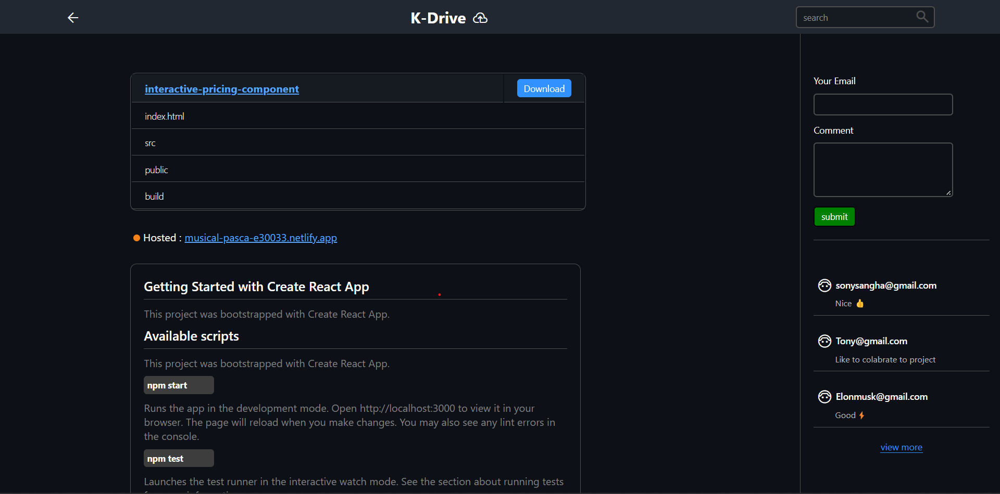 K-Drive
search
interactive-pricing-component
Download
index.html
src
public
build
Hosted : musical-pasca-e30033.netlify.app
Getting Started with Create React App
This project was bootstrapped with Create React App.
Available scripts
This project was bootstrapped with Create React App.
npm start
Runs the app in the development mode. Open http://localhost:3000 to view it in your
browser. The page will reload when you make changes. You may also see any lint errors in
the console.
npm test
Launches the test runner in the interactive watch mode. See the section about running tests
Your Email
Comment
submit
sonysangha@gmail.com
Nice 👍
Tony@gmail.com
Like to colabrate to project
Elonmusk@gmail.com
Good ⚡
view more